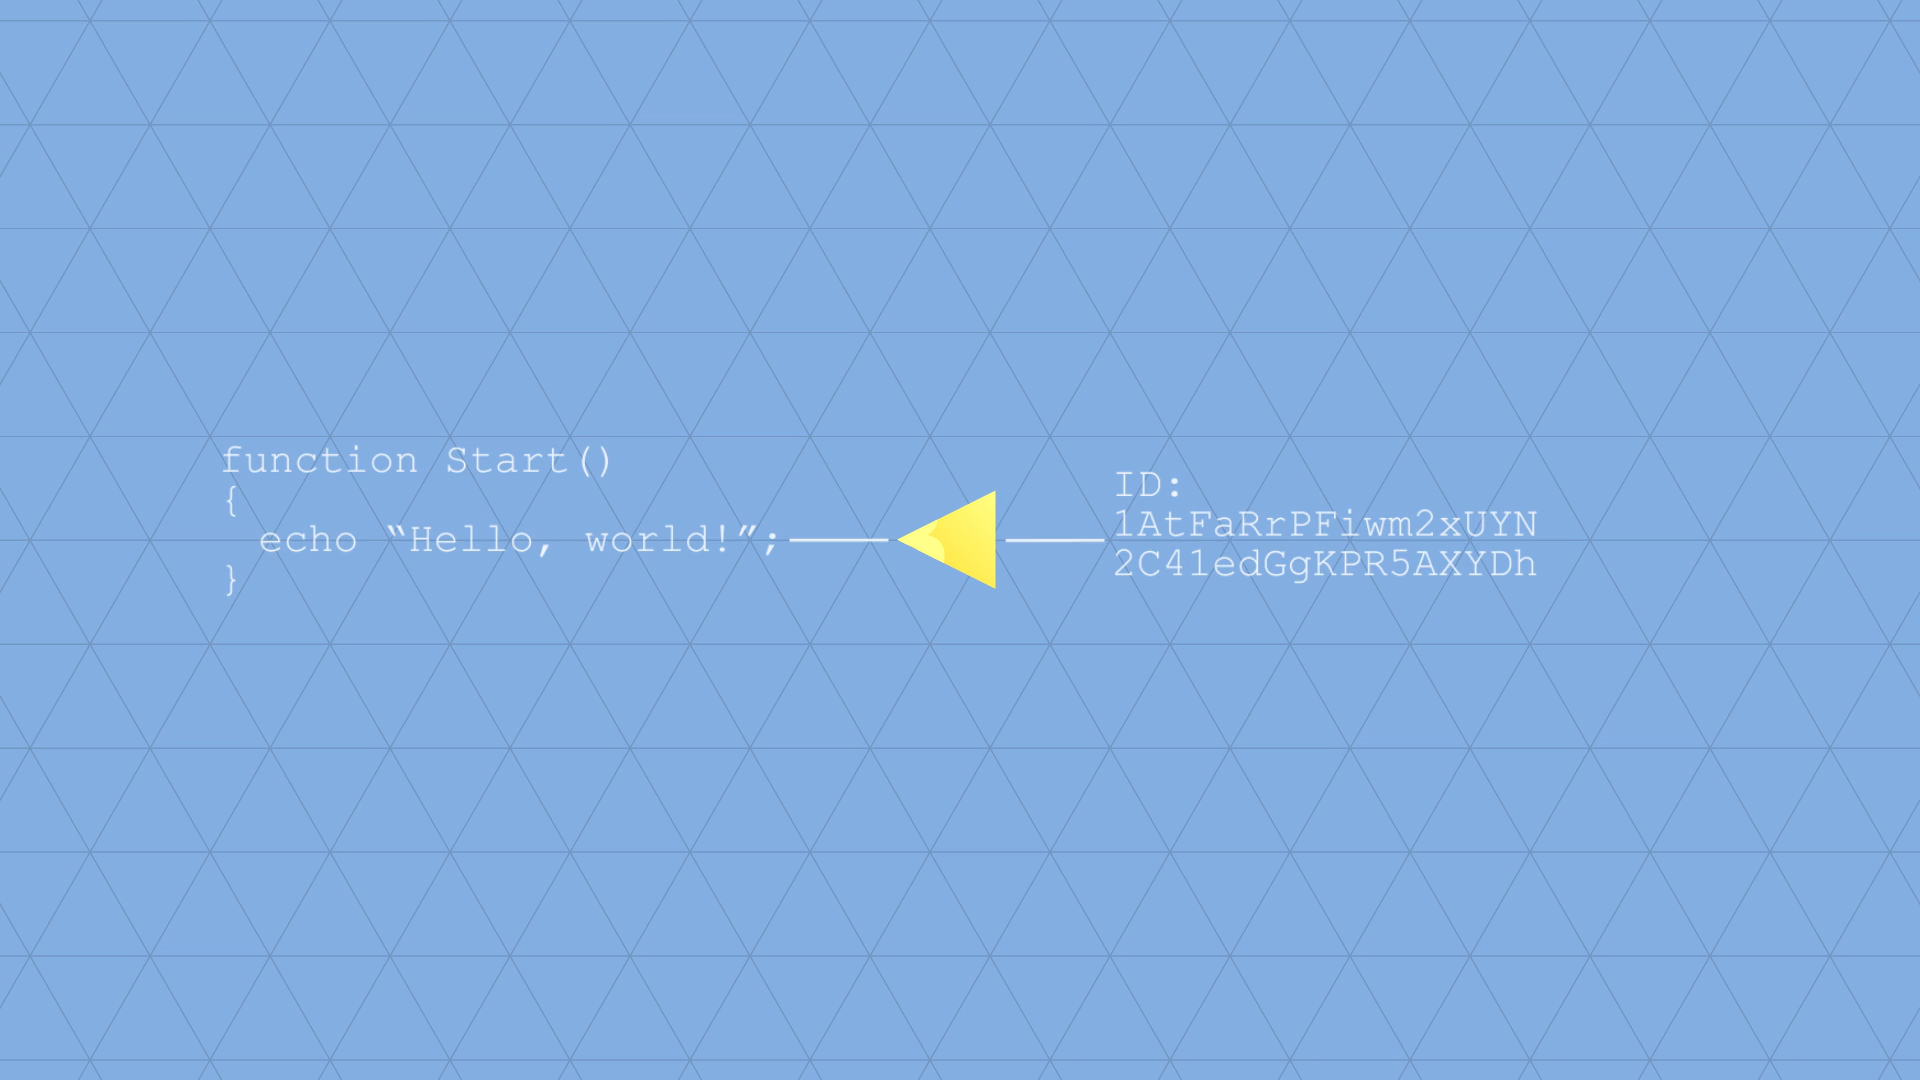 function Start()
{
  echo “Hello, world!”;
}
ID:
1AtFaRrPFiwm2xUYN
2C41edGgKPR5AXYDh